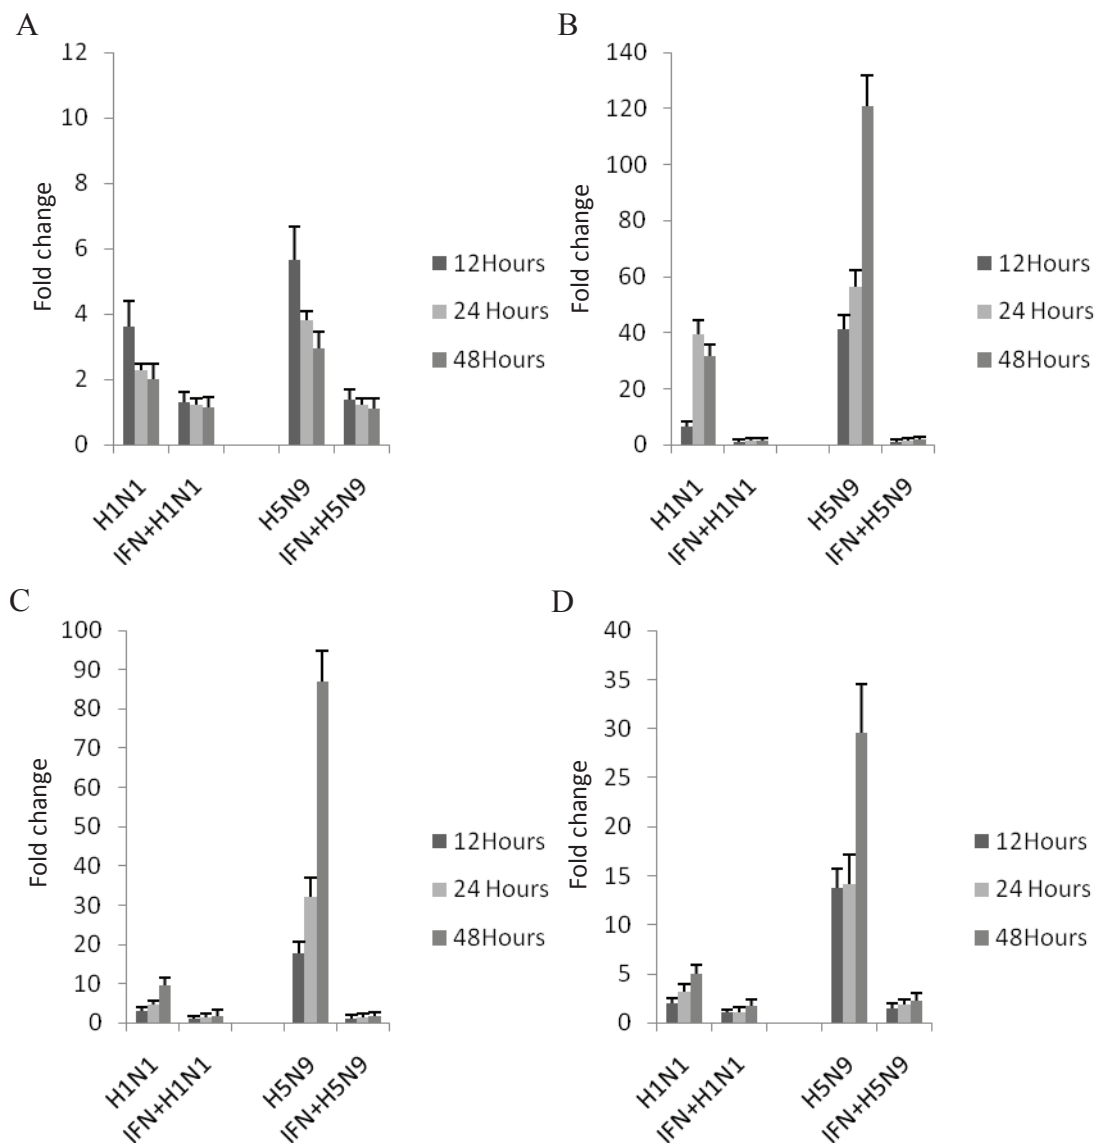 A
12
10
8
6
4
2
0
Fold change
H1N1
IFN+H1N1
H5N9
IFN+H5N9
12Hours
24 Hours
48Hours
B
140
120
100
80
60
40
20
0
Fold change
H1N1
IFN+H1N1
H5N9
IFN+H5N9
12Hours
24 Hours
48Hours
C
100
90
80
70
60
50
40
30
20
10
0
Fold change
H1N1
IFN+H1N1
H5N9
IFN+H5N9
12Hours
24 Hours
48Hours
D
40
35
30
25
20
15
10
5
0
Fold change
H1N1
IFN+H1N1
H5N9
IFN+H5N9
12Hours
24 Hours
48Hours